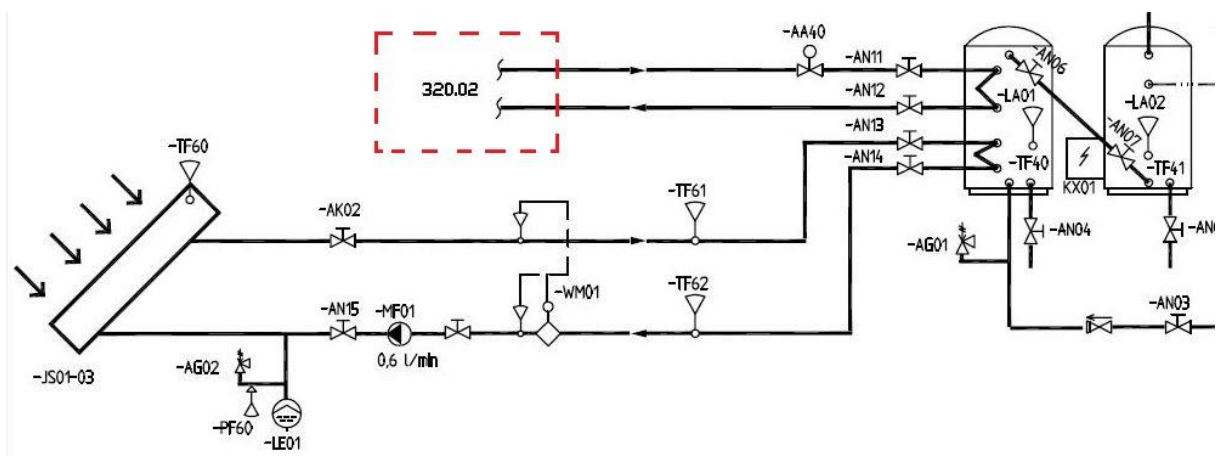 -AA40
-AN11
-AN06
320.02
-AN12
-LA01
-LA02
-AN13
-AN07
-TF60
-AN14
-TF40
-TF41
KX01
-AK02
-TF61
-AG01
-AN04
-WM01
-TF62
-AN15
-MF01
-AN03
0,6 l/min
-AG02
-JS01-03
-PF60
-LE01